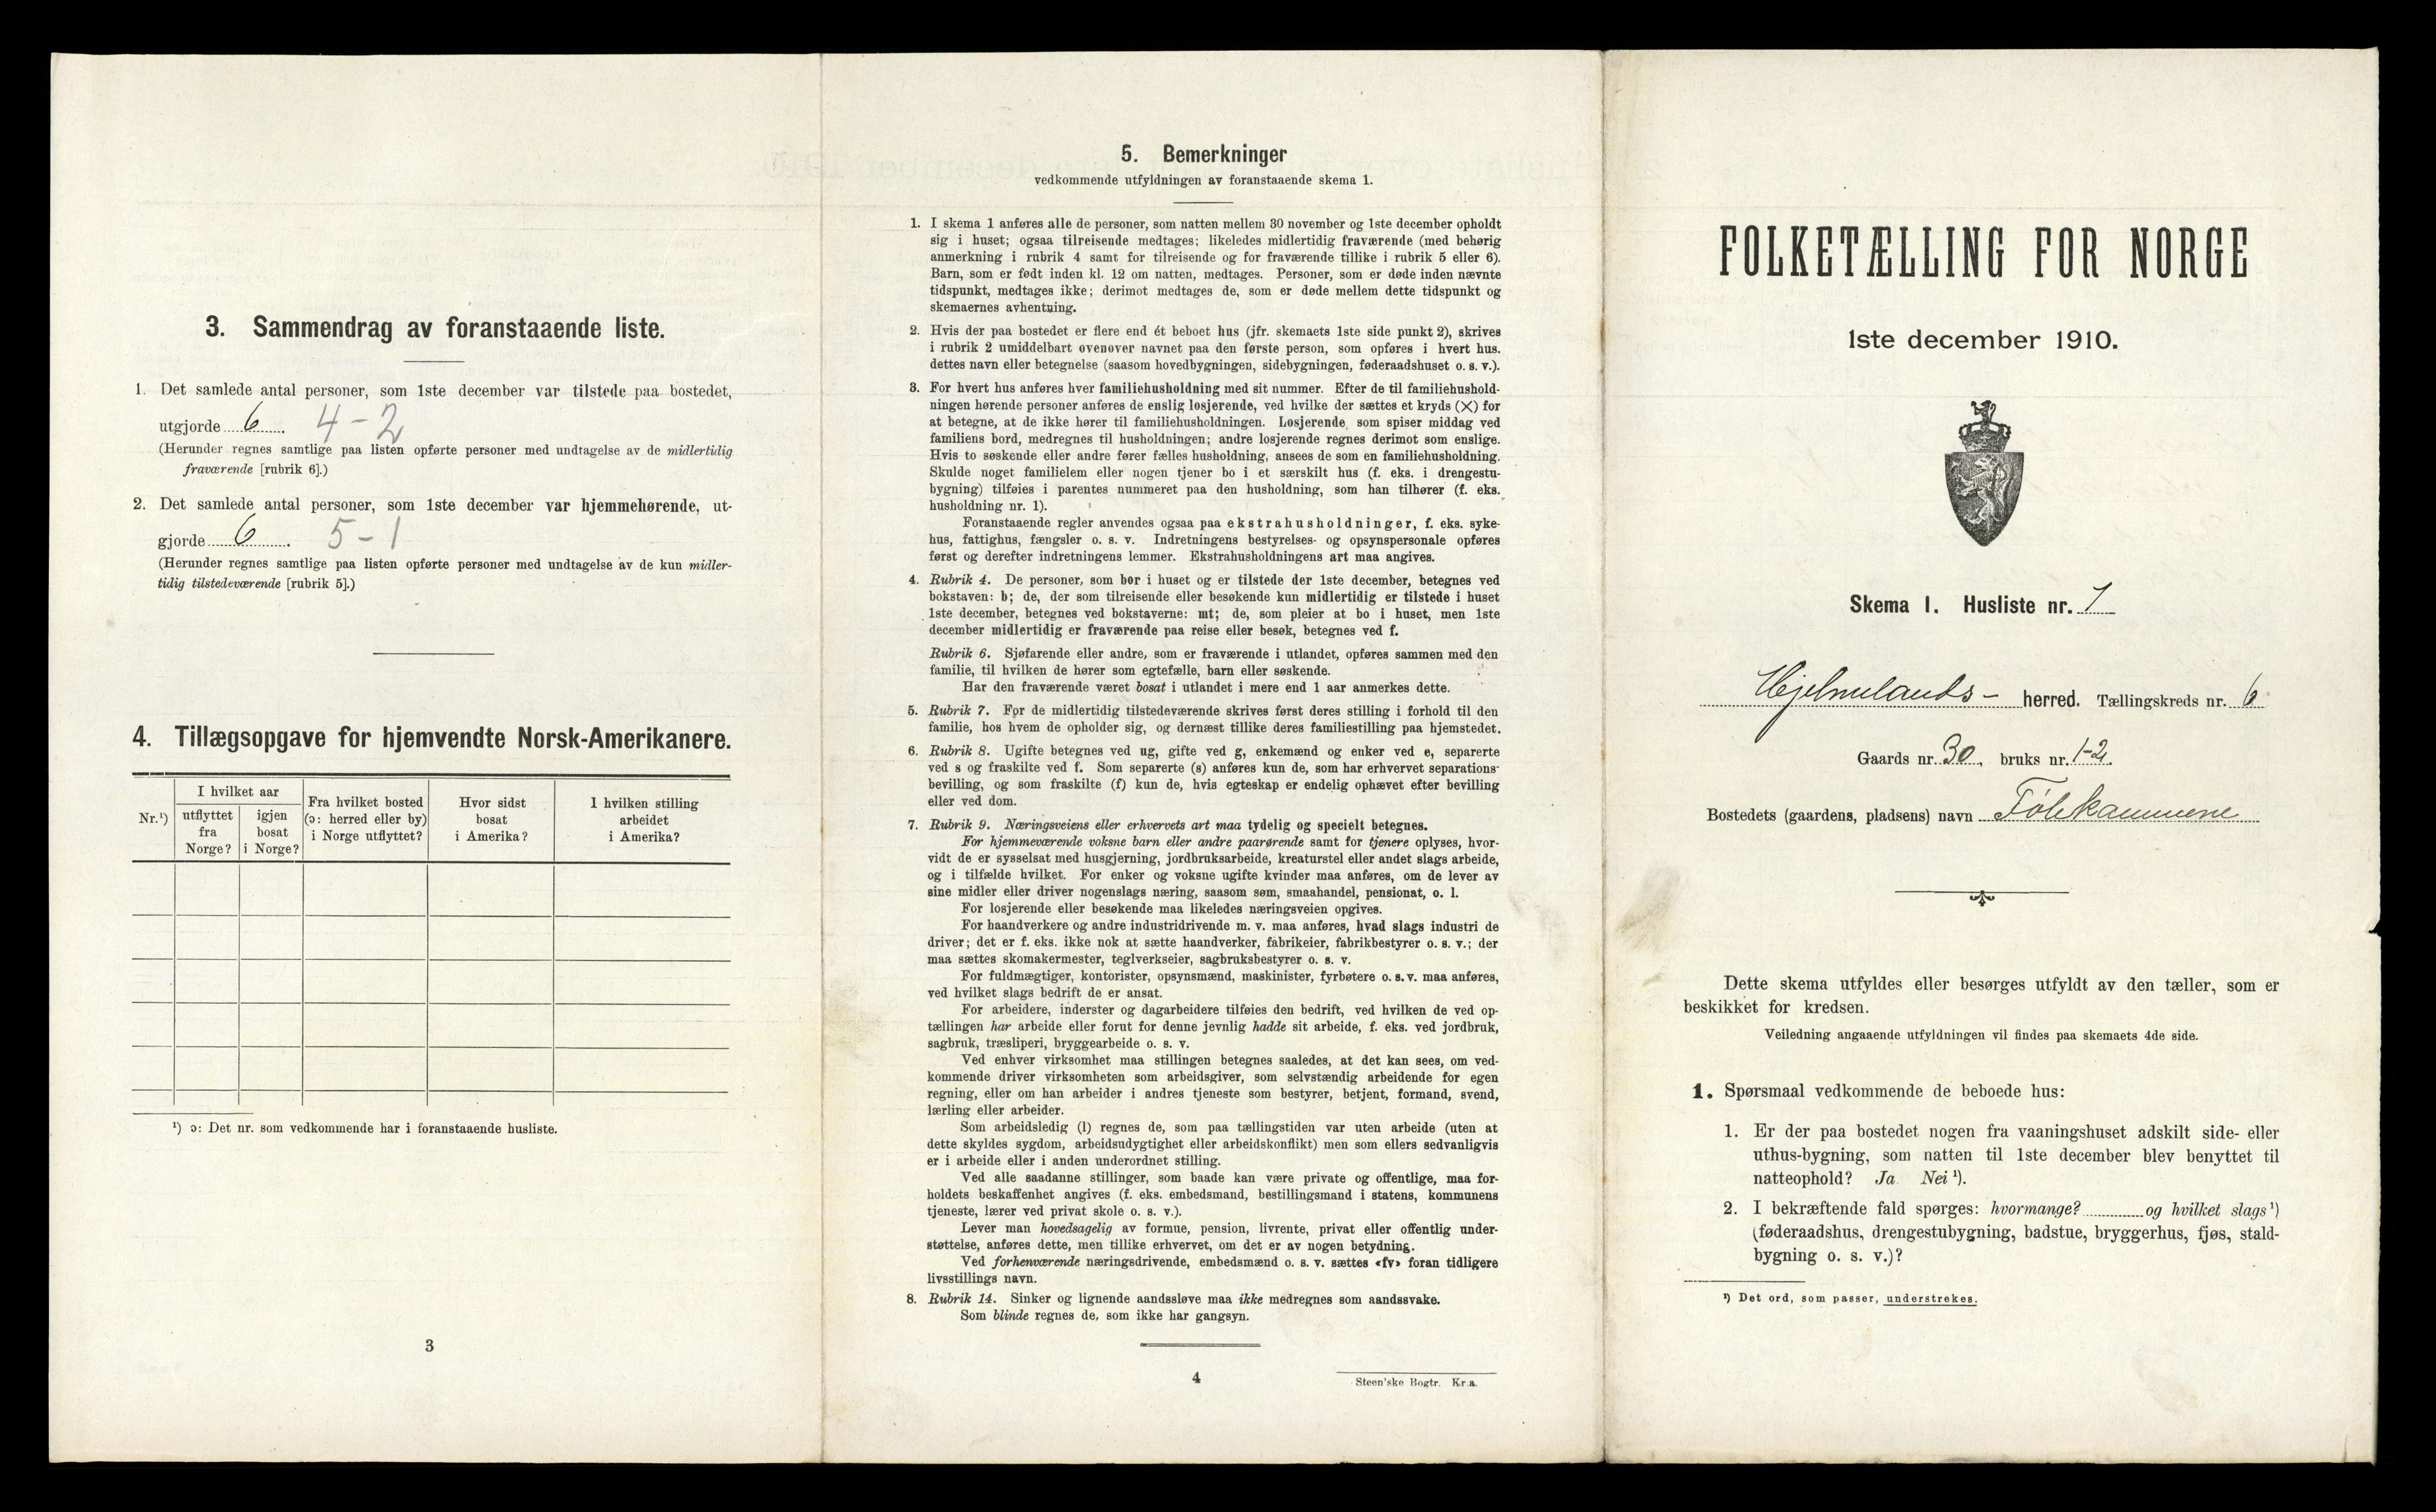 3. Sammendrag av foranstaaende liste.
1. Det samlede antal personer, som 1ste december var tilstede paa bostedet,
utgjorde 6. 4-2
(Herunder regnes samtlige paa listen opførte personer med undtagelse av de midlertidig
fraværende [rubrik 6].)
2. Det samlede antal personer, som 1ste december var hjemmehørende, ut-
gjorde 6. 5-1
(Herunder regnes samtlige paa listen opførte personer med undtagelse av de kun midler-
tidig tilstedeværende [rubrik 5].)
4. Tillægsopgave for hjemvendte Norsk-Amerikanere.
Nr.¹)
I hvilket aar
utflyttet
fra
Norge?
igjen
bosat
i Norge?
Fra hvilket bosted
(ɔ: herred eller by)
i Norge utflyttet?
Hvor sidst
bosat
i Amerika?
I hvilken stilling
arbeidet
i Amerika?
¹) ɔ: Det nr. som vedkommende har i foranstaaende husliste.
3
5. Bemerkninger
vedkommende utfyldningen av foranstaaende skema 1.
1. I skema 1 anføres alle de personer, som natten mellem 30 november og 1ste december opholdt
sig i huset; ogsaa tilreisende medtages; likeledes midlertidig fraværende (med behørig
anmerkning i rubrik 4 samt for tilreisende og for fraværende tillike i rubrik 5 eller 6).
Barn, som er født inden kl. 12 om natten, medtages. Personer, som er døde inden nævnte
tidspunkt, medtages ikke; derimot medtages de, som er døde mellem dette tidspunkt og
skemaernes avhentning.
2. Hvis der paa bostedet er flere end ét beboet hus (jfr. skemaets 1ste side punkt 2), skrives
i rubrik 2 umiddelbart ovenover navnet paa den første person, som opføres i hvert hus.
dettes navn eller betegnelse (saasom hovedbygningen, sidebygningen, føderaadshuset o. s. v.).
3. For hvert hus anføres hver familiehusholdning med sit nummer. Efter de til familiehushold-
ningen hørende personer anføres de enslig losjerende, ved hvilke der sættes et kryds (×) for
at betegne, at de ikke hører til familiehusholdningen. Losjerende som spiser middag ved
familiens bord, medregnes til husholdningen; andre losjerende regnes derimot som enslige.
Hvis to søskende eller andre fører fælles husholdning, ansees de som en familiehusholdning.
Skulde noget familielem eller nogen tjener bo i et særskilt hus (f. eks. i drengestu-
bygning) tilføies i parentes nummeret paa den husholdning, som han tilhører (f. eks.
husholdning nr. 1).
Foranstaaende regler anvendes ogsaa paa ekstrahusholdninger, f. eks. syke-
hus, fattighus, fængsler o. s. v. Indretningens bestyrelses- og opsynspersonale opføres
først og derefter indretningens lemmer. Ekstrahusholdningens art maa angives.
4. Rubrik 4. De personer, som bor i huset og er tilstede der 1ste december, betegnes ved
bokstaven: b; de, der som tilreisende eller besøkende kun midlertidig er tilstede i huset
1ste december, betegnes ved bokstaverne: mt; de, som pleier at bo i huset, men 1ste
december midlertidig er fraværende paa reise eller besøk, betegnes ved f.
Rubrik 6. Sjøfarende eller andre, som er fraværende i utlandet, opføres sammen med den
familie, til hvilken de hører som egtefælle, barn eller søskende.
Har den fraværende været bosat i utlandet i mere end 1 aar anmerkes dette.
5. Rubrik 7. For de midlertidig tilstedeværende skrives først deres stilling i forhold til den
familie, hos hvem de opholder sig, og dernæst tillike deres familiestilling paa hjemstedet.
6. Rubrik 8. Ugifte betegnes ved ug, gifte ved g, enkemænd og enker ved e, separerte
ved s og fraskilte ved f. Som separerte (s) anføres kun de, som har erhvervet separations-
bevilling, og som fraskilte (f) kun de, hvis egteskap er endelig ophævet efter bevilling
eller ved dom.
7. Rubrik 9. Næringsveiens eller erhvervets art maa tydelig og specielt betegnes.
For hjemmeværende voksne barn eller andre paarørende samt for tjenere oplyses, hvor-
vidt de er sysselsat med husgjerning, jordbruksarbeide, kreaturstel eller andet slags arbeide,
og i tilfælde hvilket. For enker og voksne ugifte kvinder maa anføres, om de lever av
sine midler eller driver nogenslags næring, saasom søm, smaahandel, pensionat, o. l.
For losjerende eller besøkende maa likeledes næringsveien opgives.
For haandverkere og andre industridrivende m. v. maa anføres, hvad slags industri de
driver; det er f. eks. ikke nok at sætte haandverker, fabrikeier, fabrikbestyrer o. s. v.; der
maa sættes skomakermester, teglverkseier, sagbruksbestyrer o. s. v.
For fuldmægtiger, kontorister, opsynsmænd, maskinister, fyrbøtere o. s. v. maa anføres,
ved hvilket slags bedrift de er ansat.
For arbeidere, inderster og dagarbeidere tilføies den bedrift, ved hvilken de ved op-
tællingen har arbeide eller forut for denne jevnlig hadde sit arbeide, f. eks. ved jordbruk,
sagbruk, træsliperi, bryggearbeide o. s. v.
Ved enhver virksomhet maa stillingen betegnes saaledes, at det kan sees, om ved-
kommende driver virksomheten som arbeidsgiver, som selvstændig arbeidende for egen
regning, eller om han arbeider i andres tjeneste som bestyrer, betjent, formand, svend,
lærling eller arbeider.
Som arbeidsledig (l) regnes de, som paa tællingstiden var uten arbeide (uten at
dette skyldes sygdom, arbeidsudygtighet eller arbeidskonflikt) men som ellers sedvanligvis
er i arbeide eller i anden underordnet stilling.
Ved alle saadanne stillinger, som baade kan være private og offentlige, maa for-
holdets beskaffenhet angives (f. eks. embedsmand, bestillingsmand i statens, kommunens
tjeneste, lærer ved privat skole o. s. v.).
Lever man hovedsagelig av formue, pension, livrente, privat eller offentlig under-
støttelse, anføres dette, men tillike erhvervet, om det er av nogen betydning.
Ved forhenværende næringsdrivende, embedsmænd o. s. v. sættes «fv» foran tidligere
livsstillings navn.
8. Rubrik 14. Sinker og lignende aandssløve maa ikke medregnes som aandssvake.
Som blinde regnes de, som ikke har gangsyn.
4
Steen'ske Bogtr. Kr.a.
FOLKETÆLLING FOR NORGE
1ste december 1910.
Skema I. Husliste nr. 1
Hjelmelands- herred. Tællingskreds nr. 6
Gaards nr. 30, bruks nr. 1-2.
Bostedets (gaardens, pladsens) navn Føleskammene
Dette skema utfyldes eller besørges utfyldt av den tæller, som er
beskikket for kredsen.
Veiledning angaaende utfyldningen vil findes paa skemaets 4de side.
1. Spørsmaal vedkommende de beboede hus:
1. Er der paa bostedet nogen fra vaaningshuset adskilt side- eller
uthus-bygning, som natten til 1ste december blev benyttet til
natteophold? Ja Nei ¹).
2. I bekræftende fald spørges: hvormange? og hvilket slags ¹)
(føderaadshus, drengestubygning, badstue, bryggerhus, fjøs, stald-
bygning o. s. v.)?
¹) Det ord, som passer, understrekes.